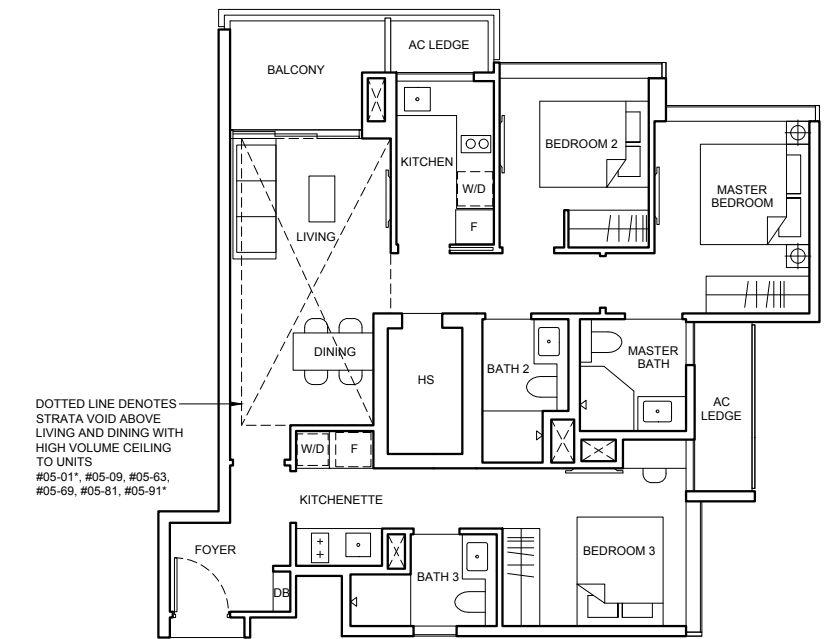 AC LEDGE
BALCONY
KITCHEN
BEDROOM 2
W/D
MASTER
BEDROOM
F
LIVING
DINING
HS
BATH 2
MASTER
BATH
AC
LEDGE
DOTTED LINE DENOTES
STRATA VOID ABOVE
LIVING AND DINING WITH
HIGH VOLUME CEILING
TO UNITS
#05-01*, #05-09, #05-63,
#05-69, #05-81, #05-91*
W/D
F
KITCHENETTE
FOYER
BEDROOM 3
BATH 3
DB